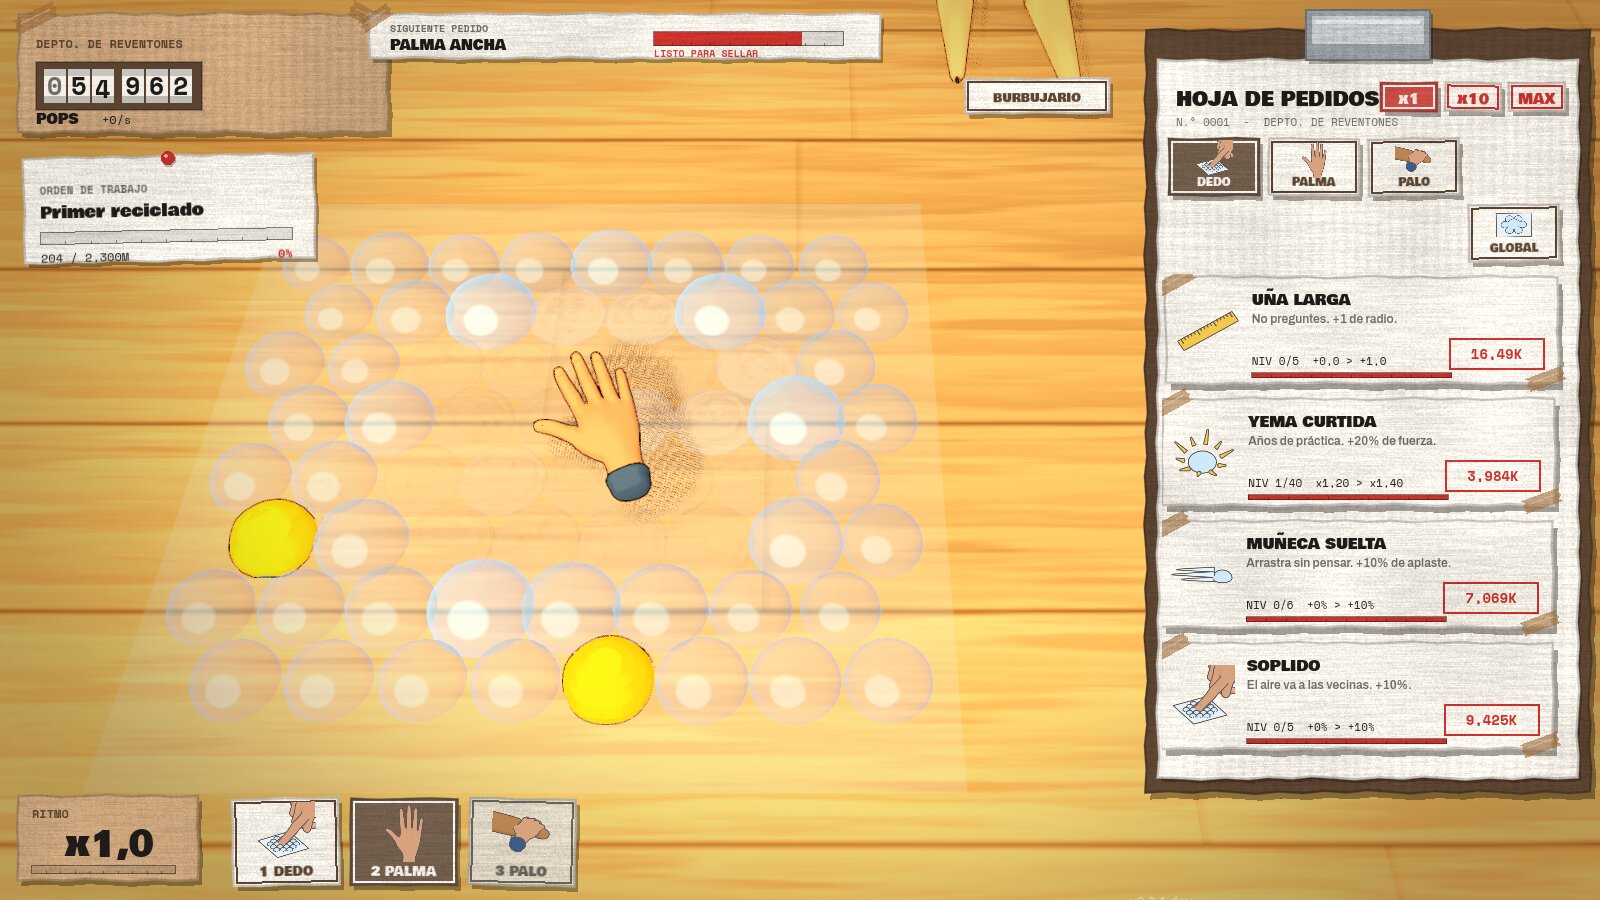 DEPTO. DE REVENTONES
054 962
POPS +0/s
SIGUIENTE PEDIDO
PALMA ANCHA
LISTO PARA SELLAR
BURBUJARIO
ORDEN DE TRABAJO
Primer reciclado
204 / 2,300M
0%
HOJA DE PEDIDOS
x1
x10
MAX
N.° 0001 - DEPTO. DE REVENTONES
DEDO
PALMA
PALO
GLOBAL
UÑA LARGA
No preguntes. +1 de radio.
NIV 0/5 +0,0 > +1,0
16,49K
YEMA CURTIDA
Años de práctica. +20% de fuerza.
NIV 1/40 x1,20 > x1,40
3,984K
MUÑECA SUELTA
Arrastra sin pensar. +10% de aplaste.
NIV 0/6 +0% > +10%
7,069K
SOPLIDO
El aire va a las vecinas. +10%.
NIV 0/5 +0% > +10%
9,425K
RITMO
x1,0
1 DEDO
2 PALMA
3 PALO